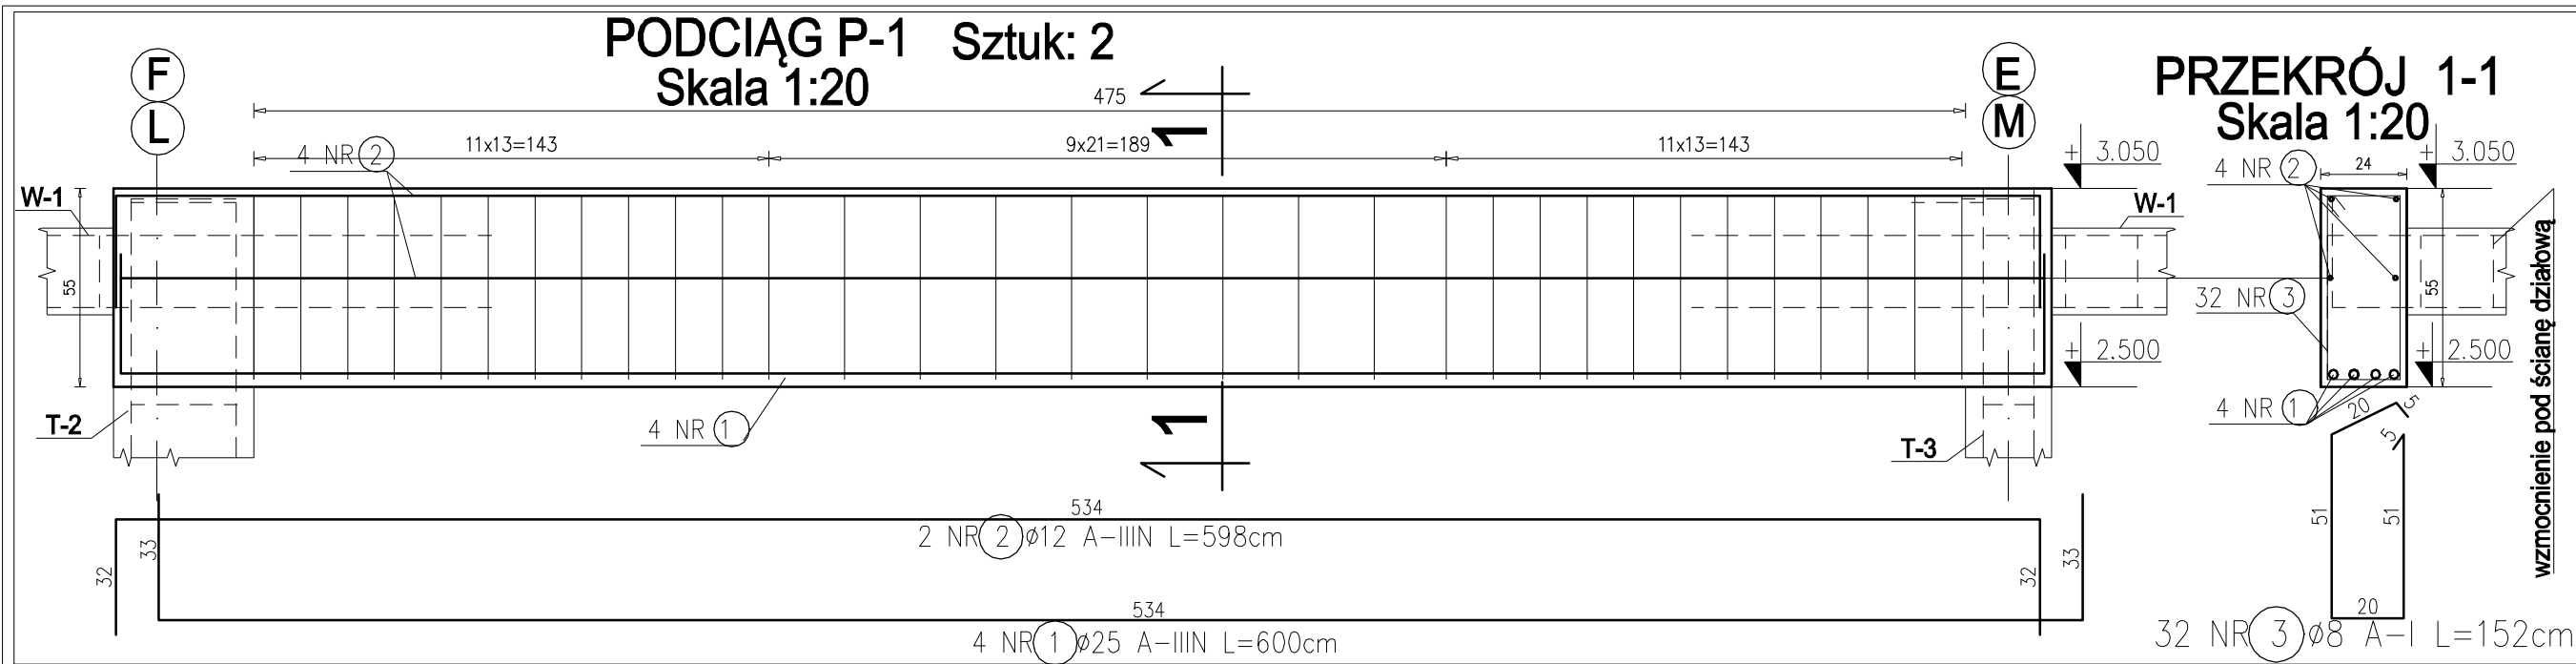 PODCIĄG P-1 Sztuk: 2
Skala 1:20
F
L
E
M
475
11x13=143
9x21=189
11x13=143
4 NR 2
1
W-1
55
+ 3.050
W-1
+ 2.500
T-2
4 NR 1
1
T-3
534
2 NR 2 ø12 A-IIIN L=598cm
32
33
32
33
534
4 NR 1 ø25 A-IIIN L=600cm
PRZEKRÓJ 1-1
Skala 1:20
24
4 NR 2
+ 3.050
32 NR 3
55
+ 2.500
4 NR 1
20
5
5
51
51
20
32 NR 3 ø8 A-I L=152cm
wzmocnienie pod ścianę działową